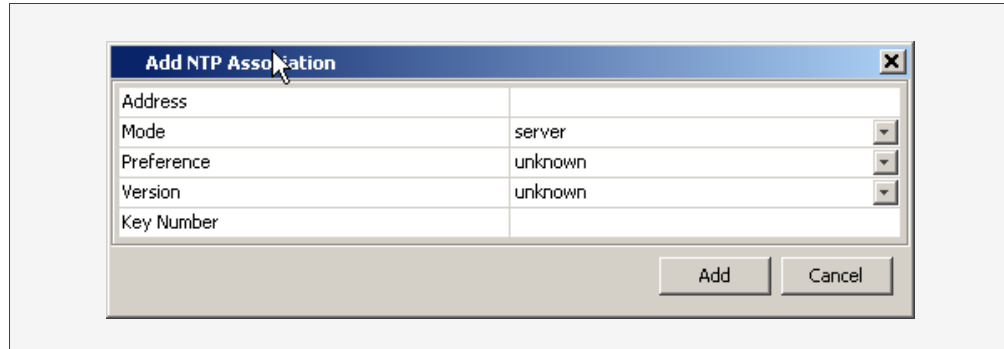 Add NTP Association
Address
Mode server
Preference unknown
Version unknown
Key Number
Add Cancel